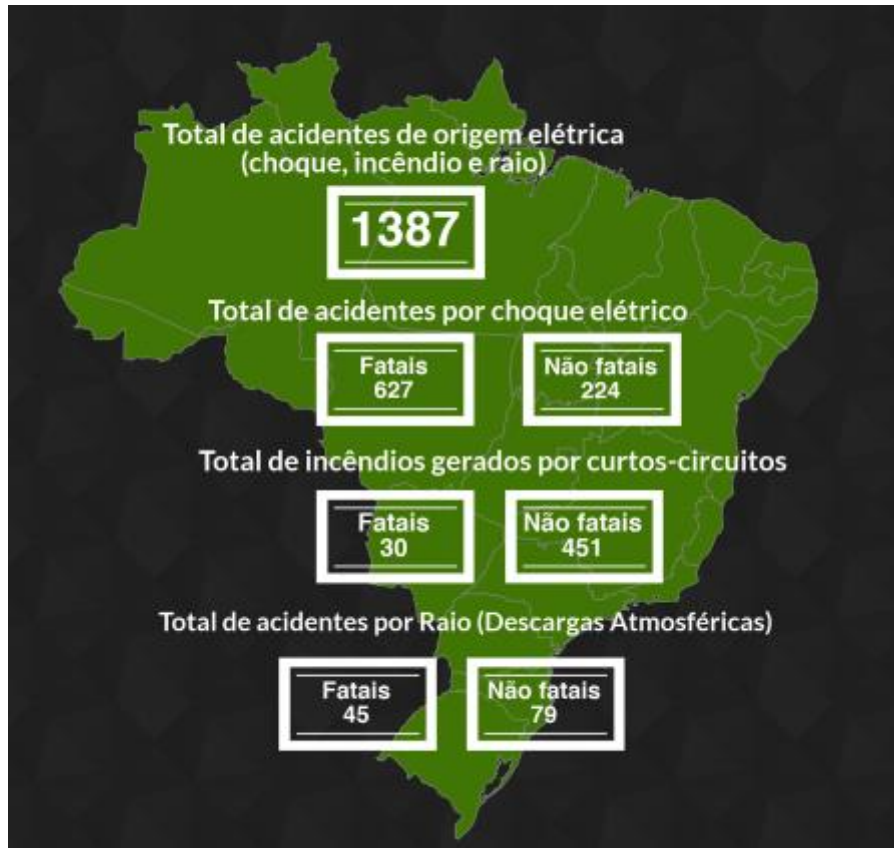 Total de acidentes de origem elétrica
(choque, incêndio e raio)
1387
Total de acidentes por choque elétrico
Fatais
627
Não fatais
224
Total de incêndios gerados por curtos-circuitos
Fatais
30
Não fatais
451
Total de acidentes por Raio (Descargas Atmosféricas)
Fatais
45
Não fatais
79